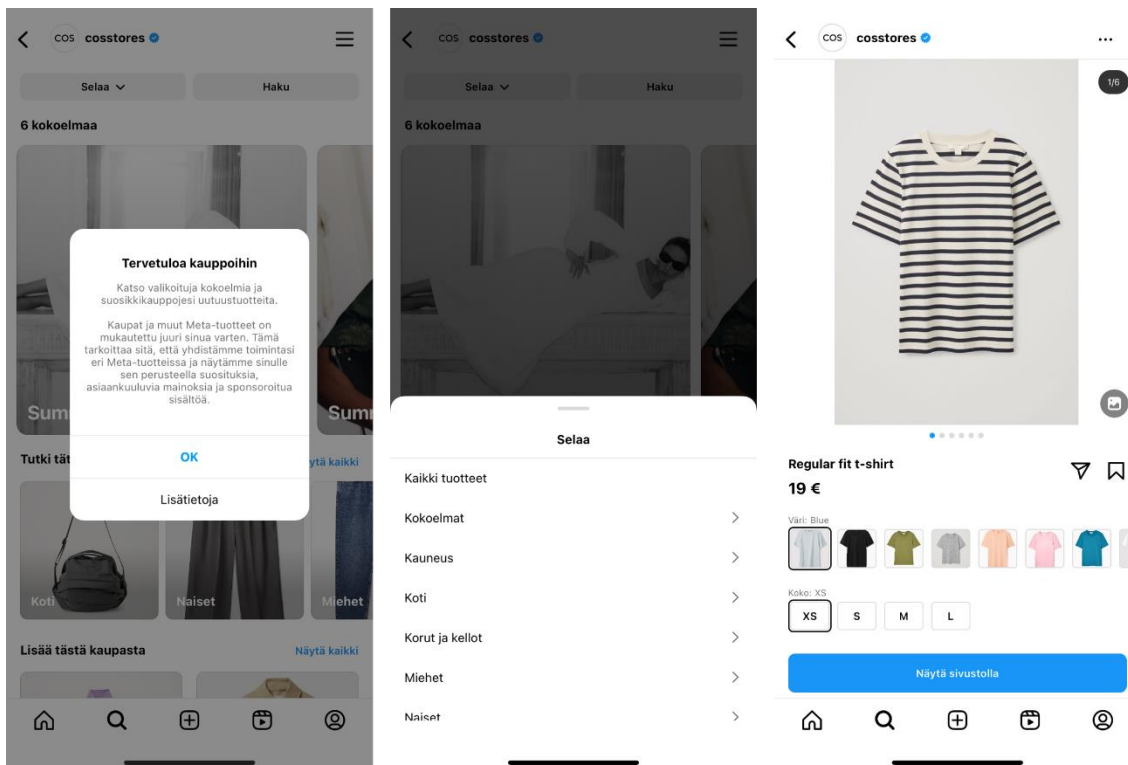 COS cosstores
Selaa
Haku
6 kokoelmaa
Tervetuloa kauppoihin
Katso valikoituja kokoelmia ja
suosikkikauppojesi uutuustuotteita.
Kaupat ja muut Meta-tuotteet on
mukautettu juuri sinua varten. Tämä
tarkoittaa sitä, että yhdistämme toimintasi
eri Meta-tuotteissa ja näytämme sinulle
sen perusteella suosituksia,
asiaankuuluvia mainoksia ja sponsoroitua
sisältöä.
OK
Lisätietoja
Summ
Summ
Tutki tät
ytä kaikki
Koti
Naiset
Miehet
Lisää tästä kaupasta
Näytä kaikki
COS cosstores
Selaa
Haku
6 kokoelmaa
Selaa
Kaikki tuotteet
Kokoelmat
Kauneus
Koti
Korut ja kellot
Miehet
Naiset
COS cosstores
1/6
Regular fit t-shirt
19 €
Väri: Blue
Koko: XS
XS S M L
Näytä sivustolla